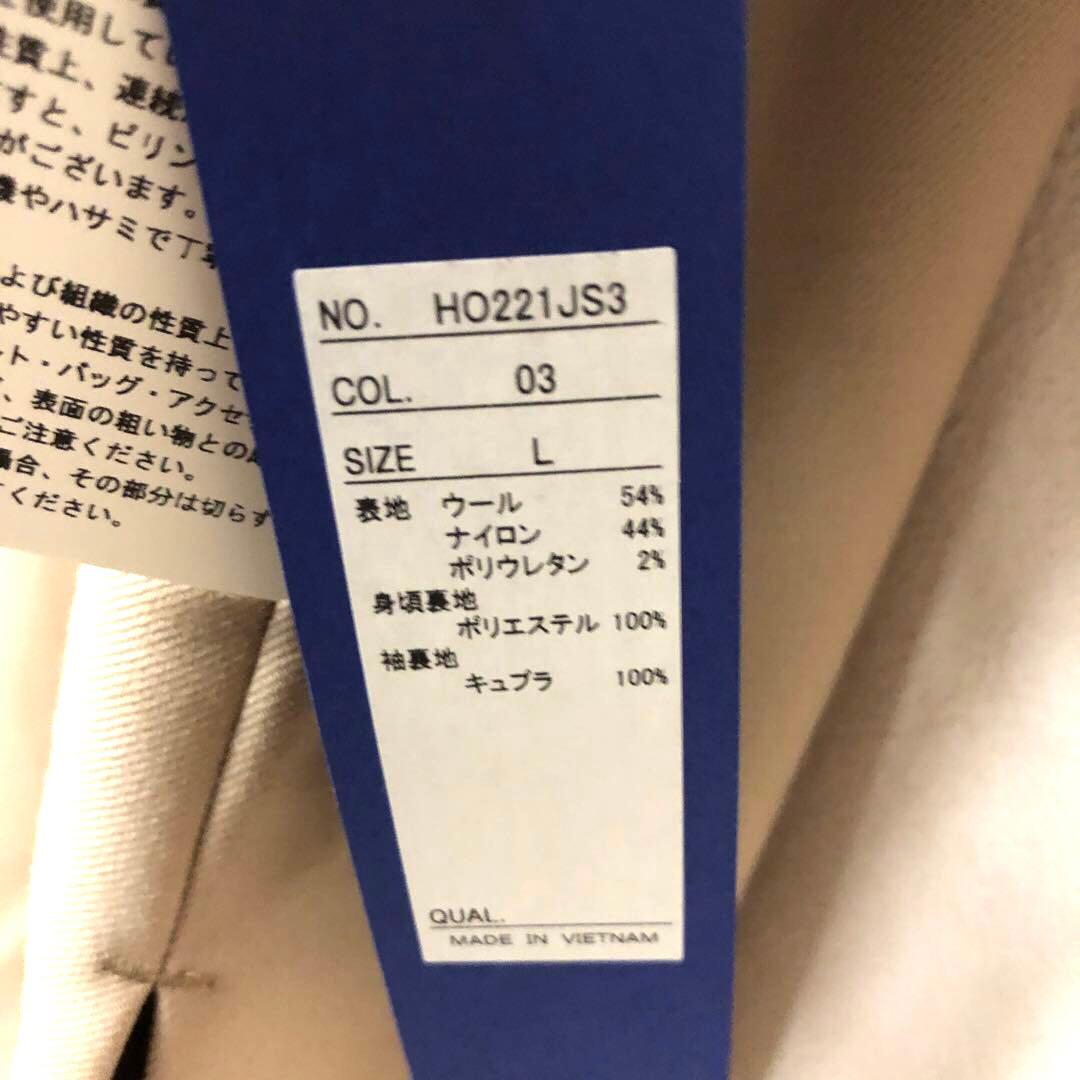 使用して
性質上、連続
すと、ピリン
がございます。
やハサミで丁寧
よび組織の性質上
やすい性質を持って
ト・バッグ・アクセ
、表面の粗い物との
ご注意ください。
場合、その部分は切らず
ください。
NO. HO221JS3
COL. 03
SIZE L
表地 ウール 54%
ナイロン 44%
ポリウレタン 2%
身頃裏地
ポリエステル 100%
袖裏地
キュプラ 100%
QUAL.
MADE IN VIETNAM